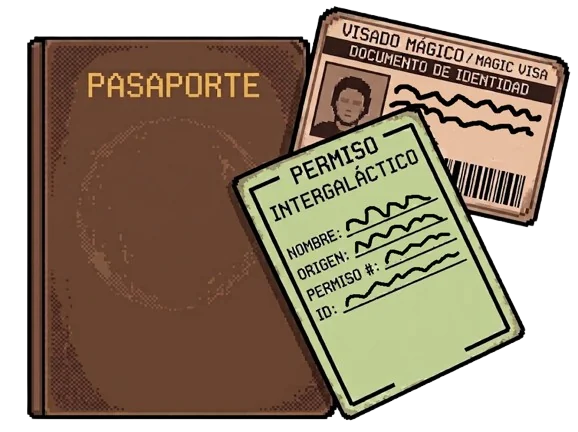 PASAPORTE
VISADO MÁGICO / MAGIC VISA
DOCUMENTO DE IDENTIDAD
PERMISO
INTERGALÁCTICO
NOMBRE:
ORIGEN:
PERMISO #:
ID: